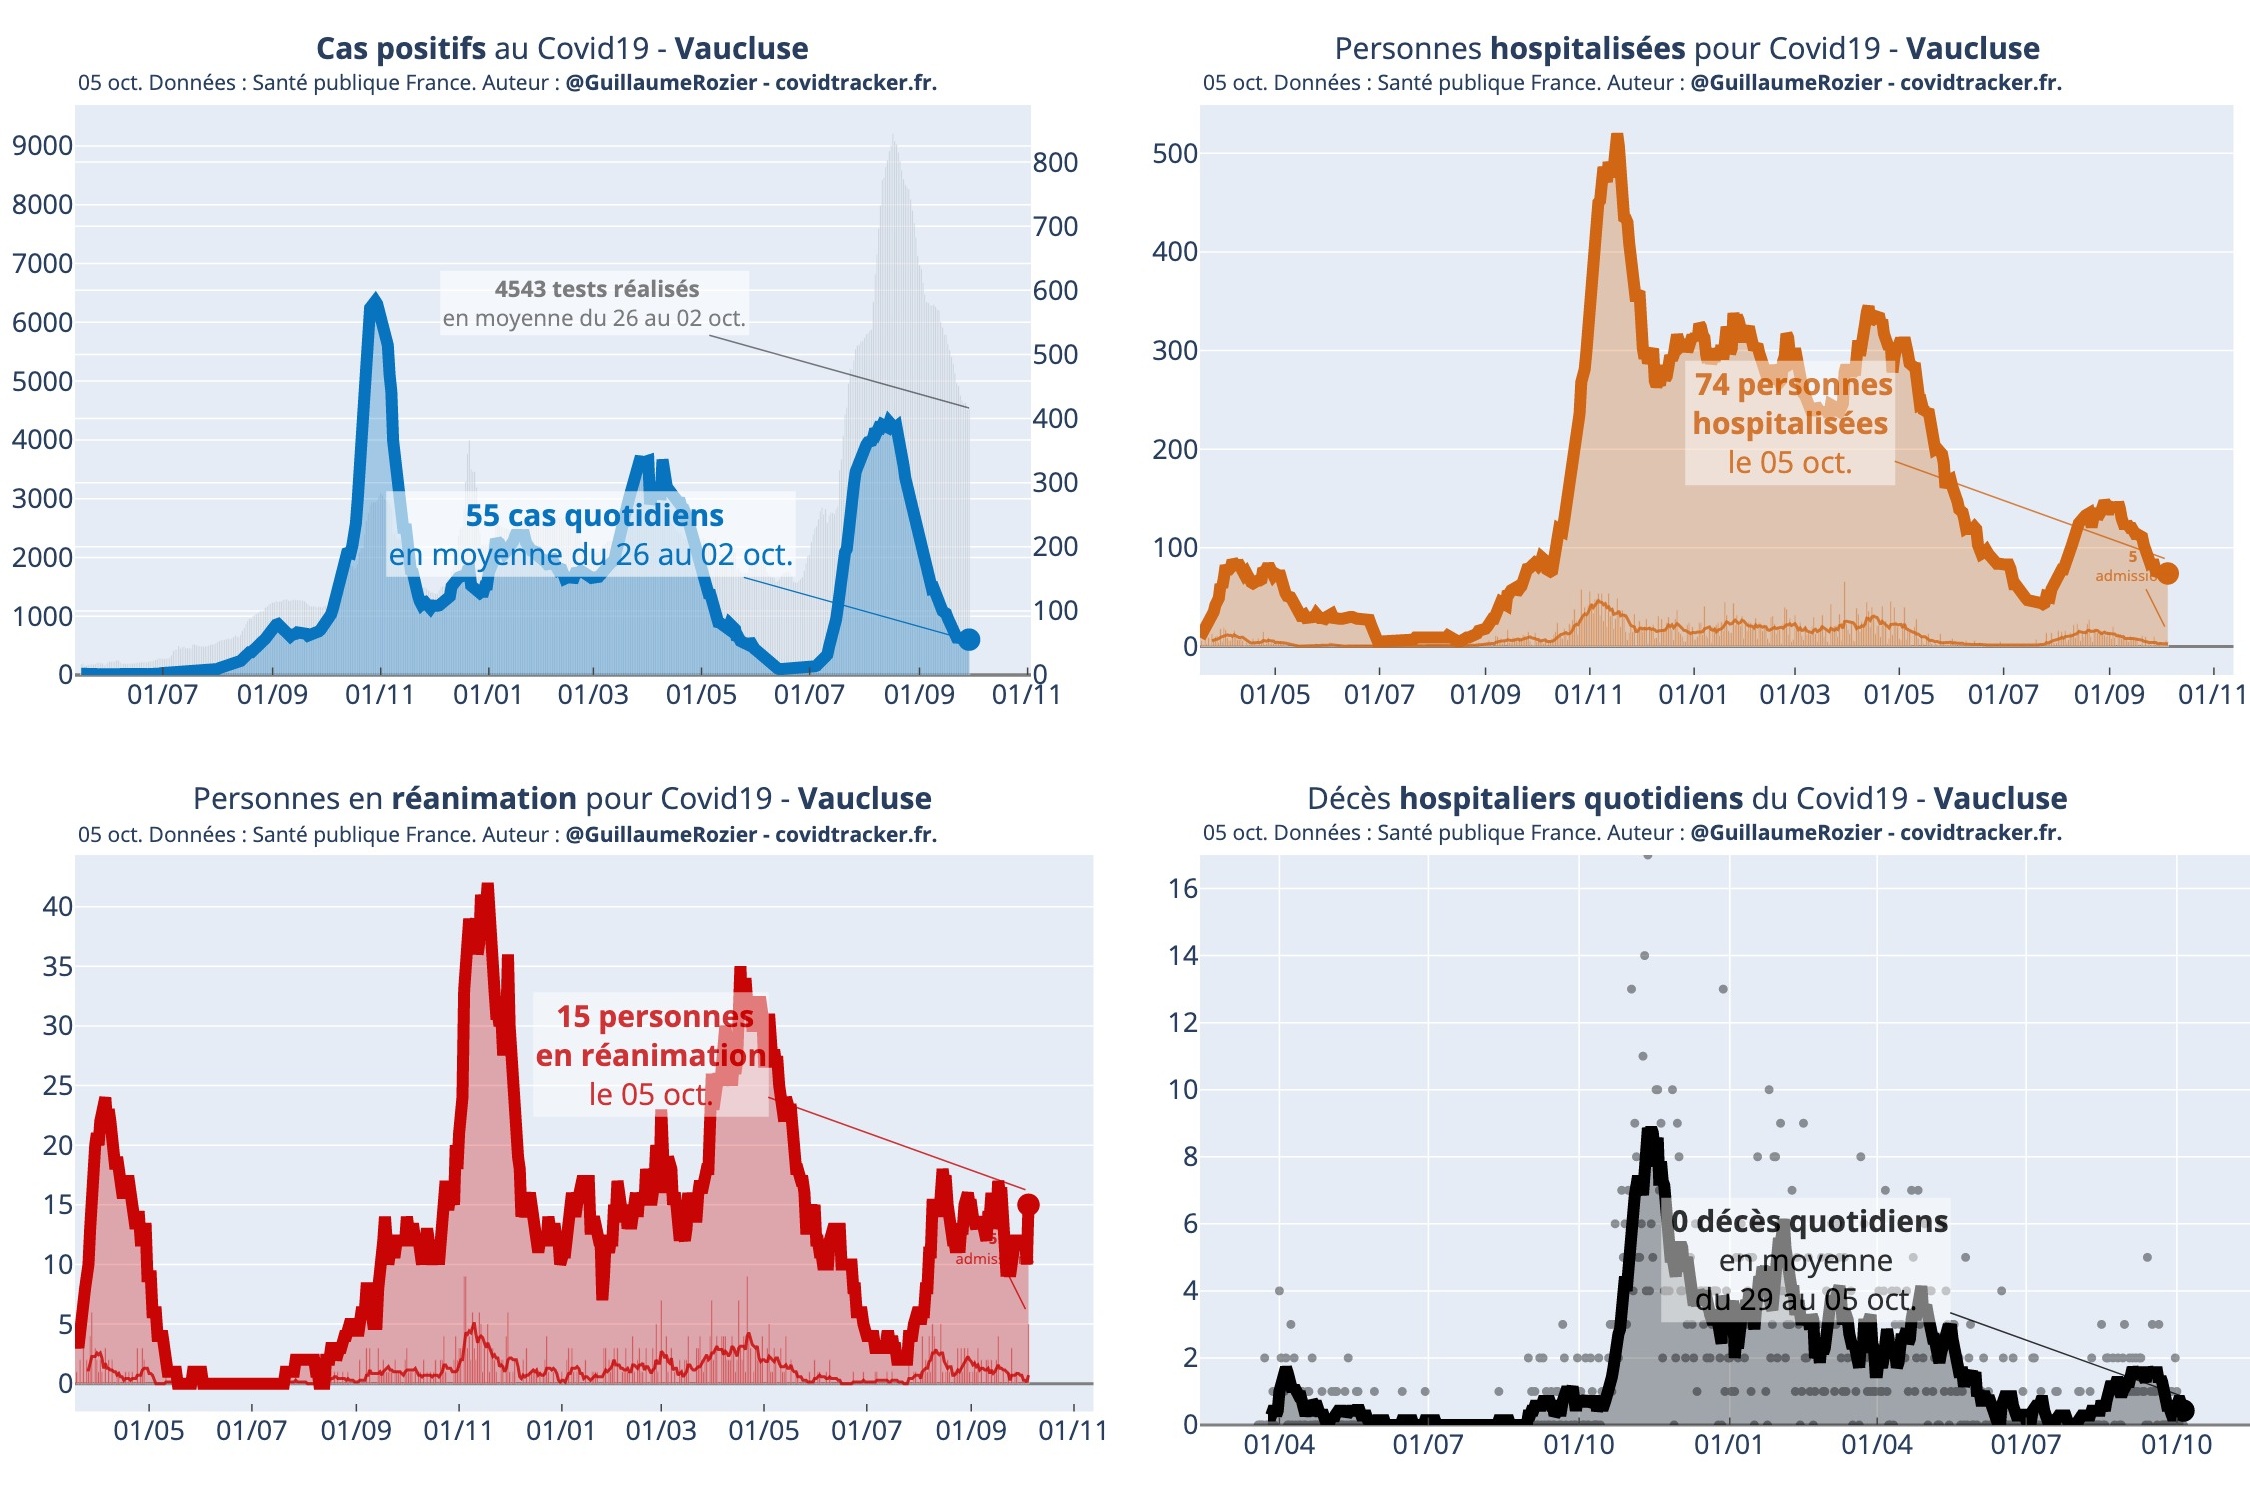 Cas positifs au Covid19 - Vaucluse
05 oct. Données : Santé publique France. Auteur : @GuillaumeRozier - covidtracker.fr.
9000
8000
7000
6000
5000
4000
3000
2000
1000
0
800
700
600
500
400
300
200
100
0
4543 tests réalisés
en moyenne du 26 au 02 oct.
55 cas quotidiens
en moyenne du 26 au 02 oct.
01/07 01/09 01/11 01/01 01/03 01/05 01/07 01/09 01/11
Personnes hospitalisées pour Covid19 - Vaucluse
05 oct. Données : Santé publique France. Auteur : @GuillaumeRozier - covidtracker.fr.
500
400
300
200
100
0
74 personnes
hospitalisées
le 05 oct.
5
01/05 01/07 01/09 01/11 01/01 01/03 01/05 01/07 01/09 01/11
Personnes en réanimation pour Covid19 - Vaucluse
05 oct. Données : Santé publique France. Auteur : @GuillaumeRozier - covidtracker.fr.
40
35
30
25
20
15
10
5
0
15 personnes
en réanimation
le 05 oct.
01/05 01/07 01/09 01/11 01/01 01/03 01/05 01/07 01/09 01/11
Décès hospitaliers quotidiens du Covid19 - Vaucluse
05 oct. Données : Santé publique France. Auteur : @GuillaumeRozier - covidtracker.fr.
16
14
12
10
8
6
4
2
0
0 décès quotidiens
en moyenne
du 29 au 05 oct.
01/04 01/07 01/10 01/01 01/04 01/07 01/10